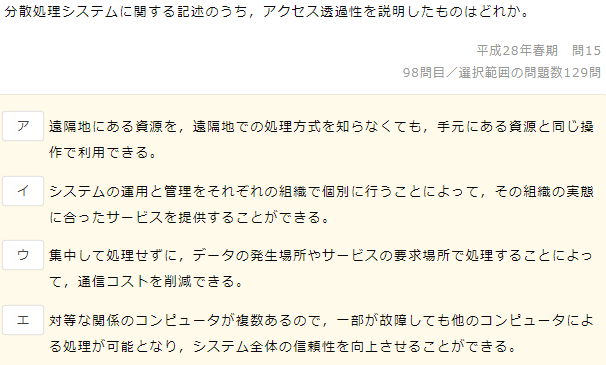 分散処理システムに関する記述のうち，アクセス透過性を説明したものはどれか。
平成28年春期　問15
98問目／選択範囲の問題数129問
ア　遠隔地にある資源を，遠隔地での処理方式を知らなくても，手元にある資源と同じ操
作で利用できる。
イ　システムの運用と管理をそれぞれの組織で個別に行うことによって，その組織の実態
に合ったサービスを提供することができる。
ウ　集中して処理せずに，データの発生場所やサービスの要求場所で処理することによっ
て，通信コストを削減できる。
エ　対等な関係のコンピュータが複数あるので，一部が故障しても他のコンピュータによ
る処理が可能となり，システム全体の信頼性を向上させることができる。